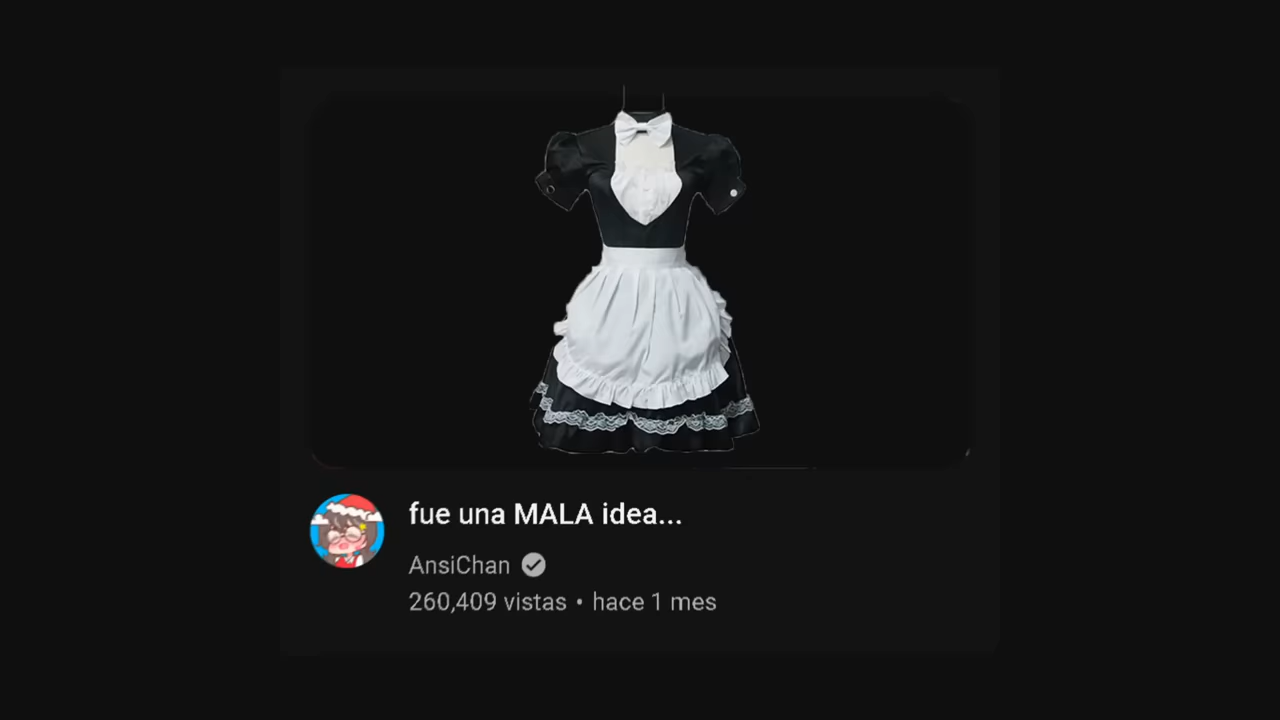 fue una MALA idea...
AnsiChan
260,409 vistas • hace 1 mes